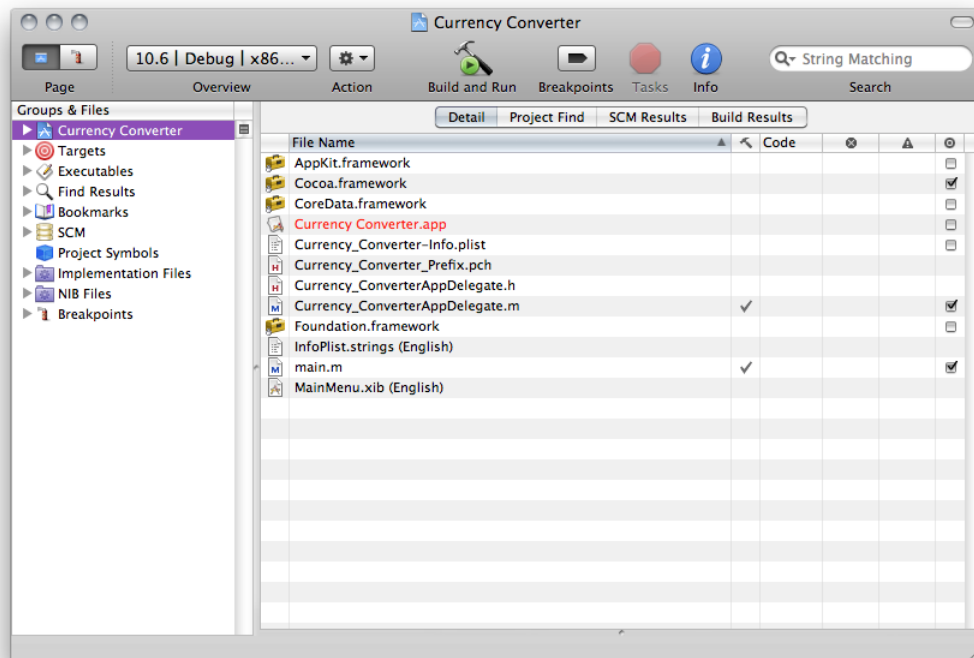 Currency Converter
10.6 | Debug | x86...
String Matching
Page Overview Action Build and Run Breakpoints Tasks Info Search
Groups & Files
Currency Converter
Targets
Executables
Find Results
Bookmarks
SCM
Project Symbols
Implementation Files
NIB Files
Breakpoints
Detail Project Find SCM Results Build Results
File Name Code
AppKit.framework
Cocoa.framework
CoreData.framework
Currency Converter.app
Currency_Converter-Info.plist
Currency_Converter_Prefix.pch
Currency_ConverterAppDelegate.h
Currency_ConverterAppDelegate.m
Foundation.framework
InfoPlist.strings (English)
main.m
MainMenu.xib (English)